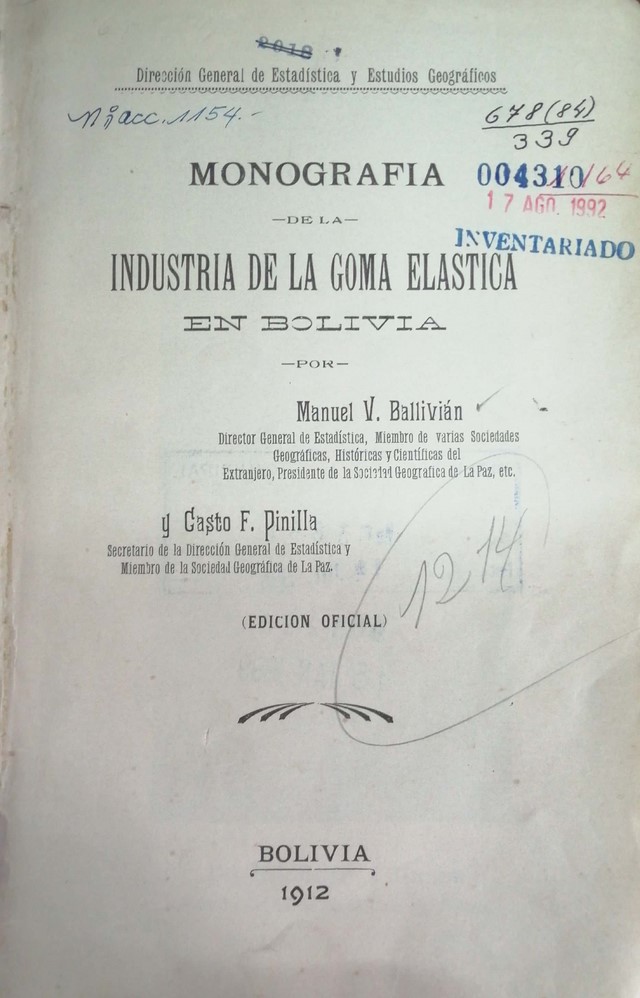 2018
Dirección General de Estadística y Estudios Geográficos
Nº acc. 1154.-
678(84)
339
MONOGRAFIA
004310
164
17 AGO. 1992
—DE LA—
INVENTARIADO
INDUSTRIA DE LA GOMA ELASTICA
EN BOLIVIA
—POR—
Manuel V. Ballivián
Director General de Estadística, Miembro de varias Sociedades
Geográficas, Históricas y Científicas del
Extranjero, Presidente de la Sociedad Geografica de La Paz, etc.
y Casto F. Pinilla
Secretario de la Dirección General de Estadística y
Miembro de la Sociedad Geográfica de La Paz.
1214
(EDICION OFICIAL)
BOLIVIA
1912